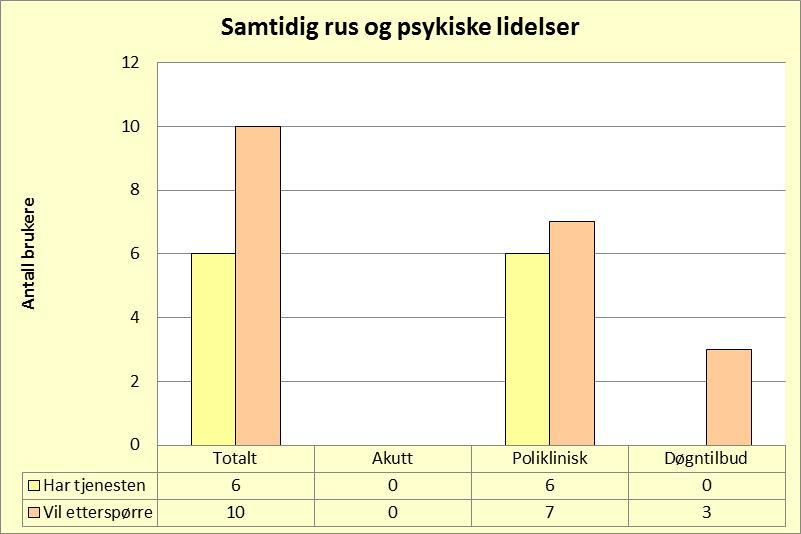 Samtidig rus og psykiske lidelser
Antall brukere
12
10
8
6
4
2
0
Totalt Akutt Poliklinisk Døgntilbud
Har tjenesten 6 0 6 0
Vil etterspørre 10 0 7 3